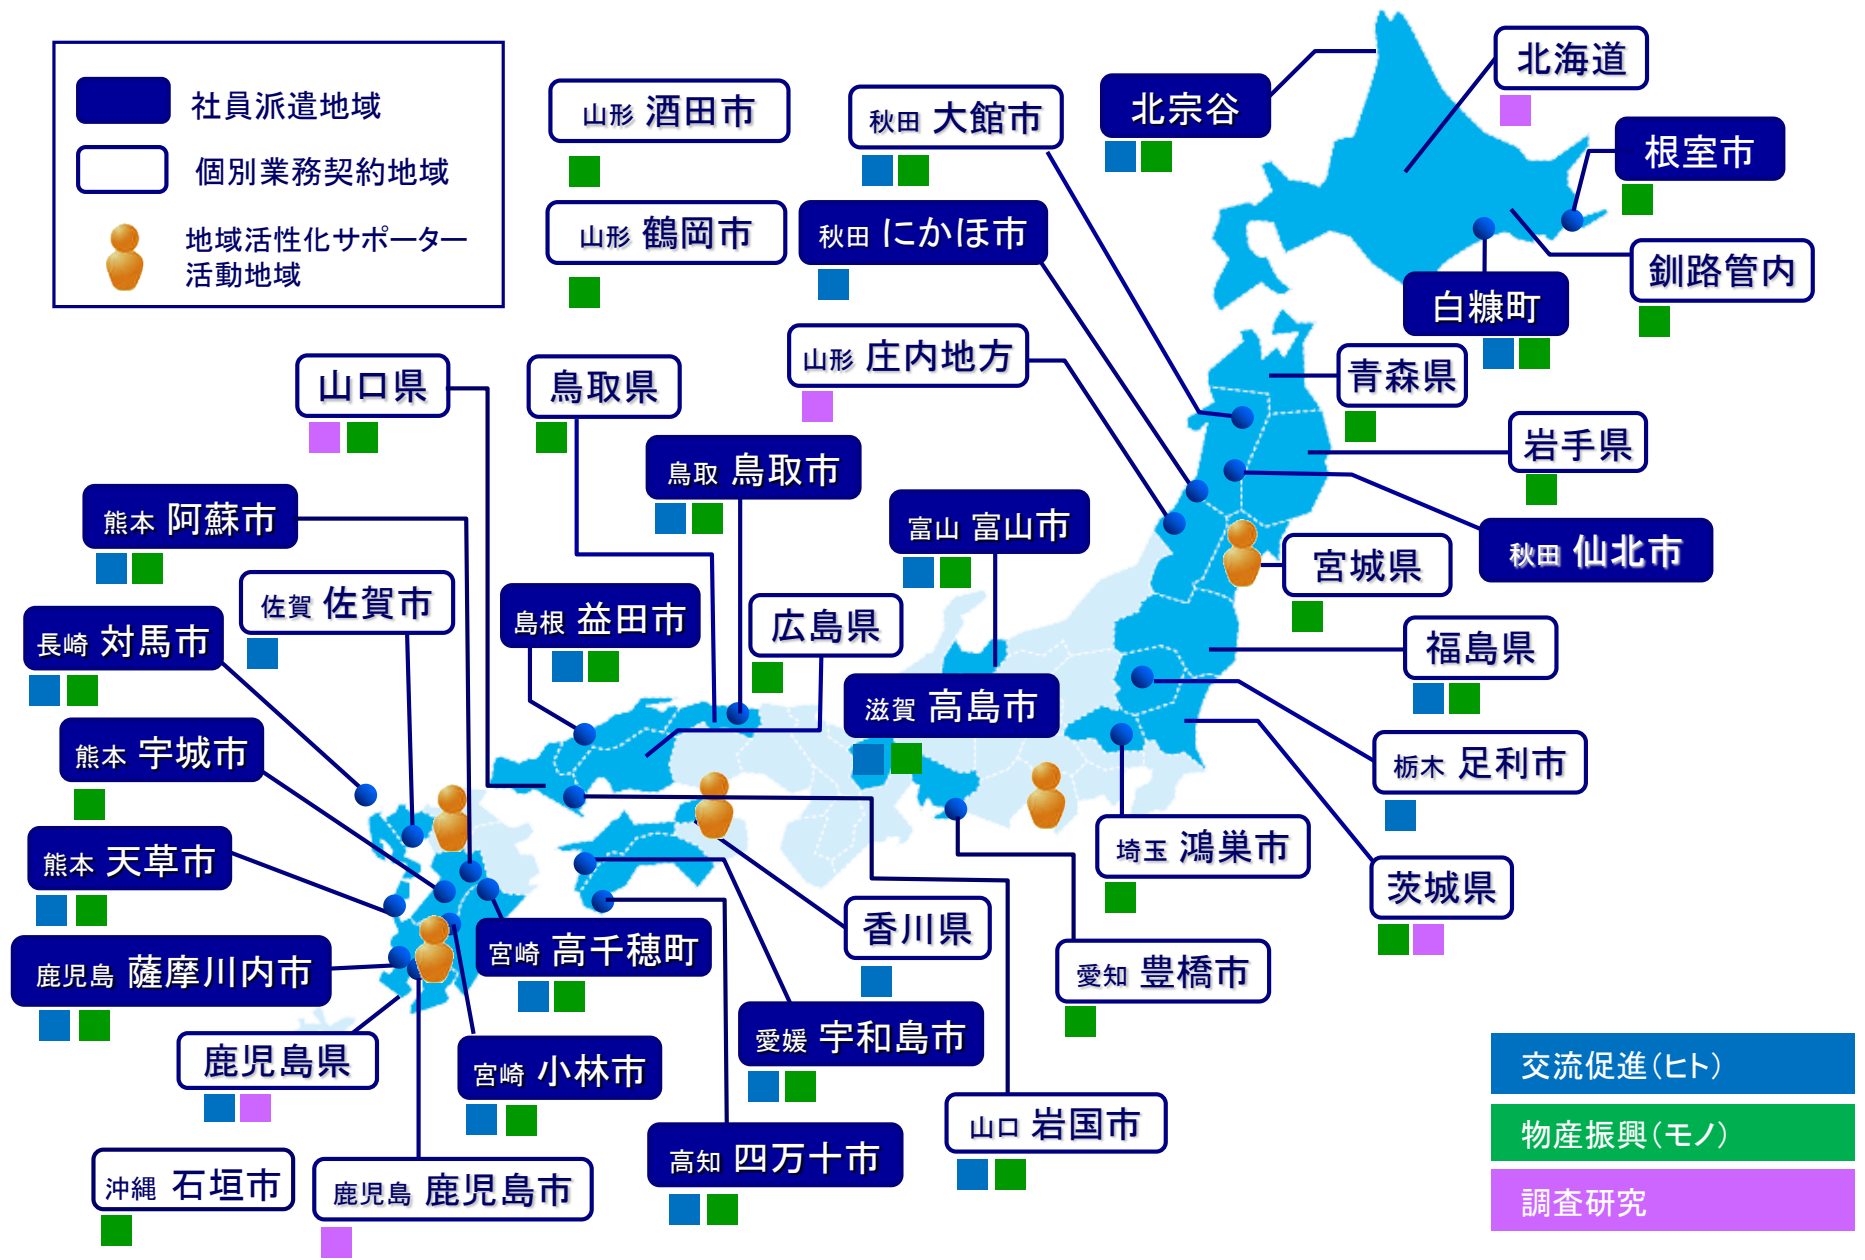 社員派遣地域
個別業務契約地域
地域活性化サポーター
活動地域
山形 酒田市
秋田 大館市
北宗谷
北海道
根室市
山形 鶴岡市
秋田 にかほ市
釧路管内
白糠町
山形 庄内地方
青森県
山口県
鳥取県
岩手県
鳥取 鳥取市
熊本 阿蘇市
富山 富山市
秋田 仙北市
宮城県
佐賀 佐賀市
島根 益田市
広島県
長崎 対馬市
福島県
滋賀 高島市
熊本 宇城市
栃木 足利市
埼玉 鴻巣市
熊本 天草市
茨城県
香川県
宮崎 高千穂町
鹿児島 薩摩川内市
愛知 豊橋市
愛媛 宇和島市
鹿児島県
宮崎 小林市
山口 岩国市
高知 四万十市
沖縄 石垣市
鹿児島 鹿児島市
交流促進(ヒト)
物産振興(モノ)
調査研究